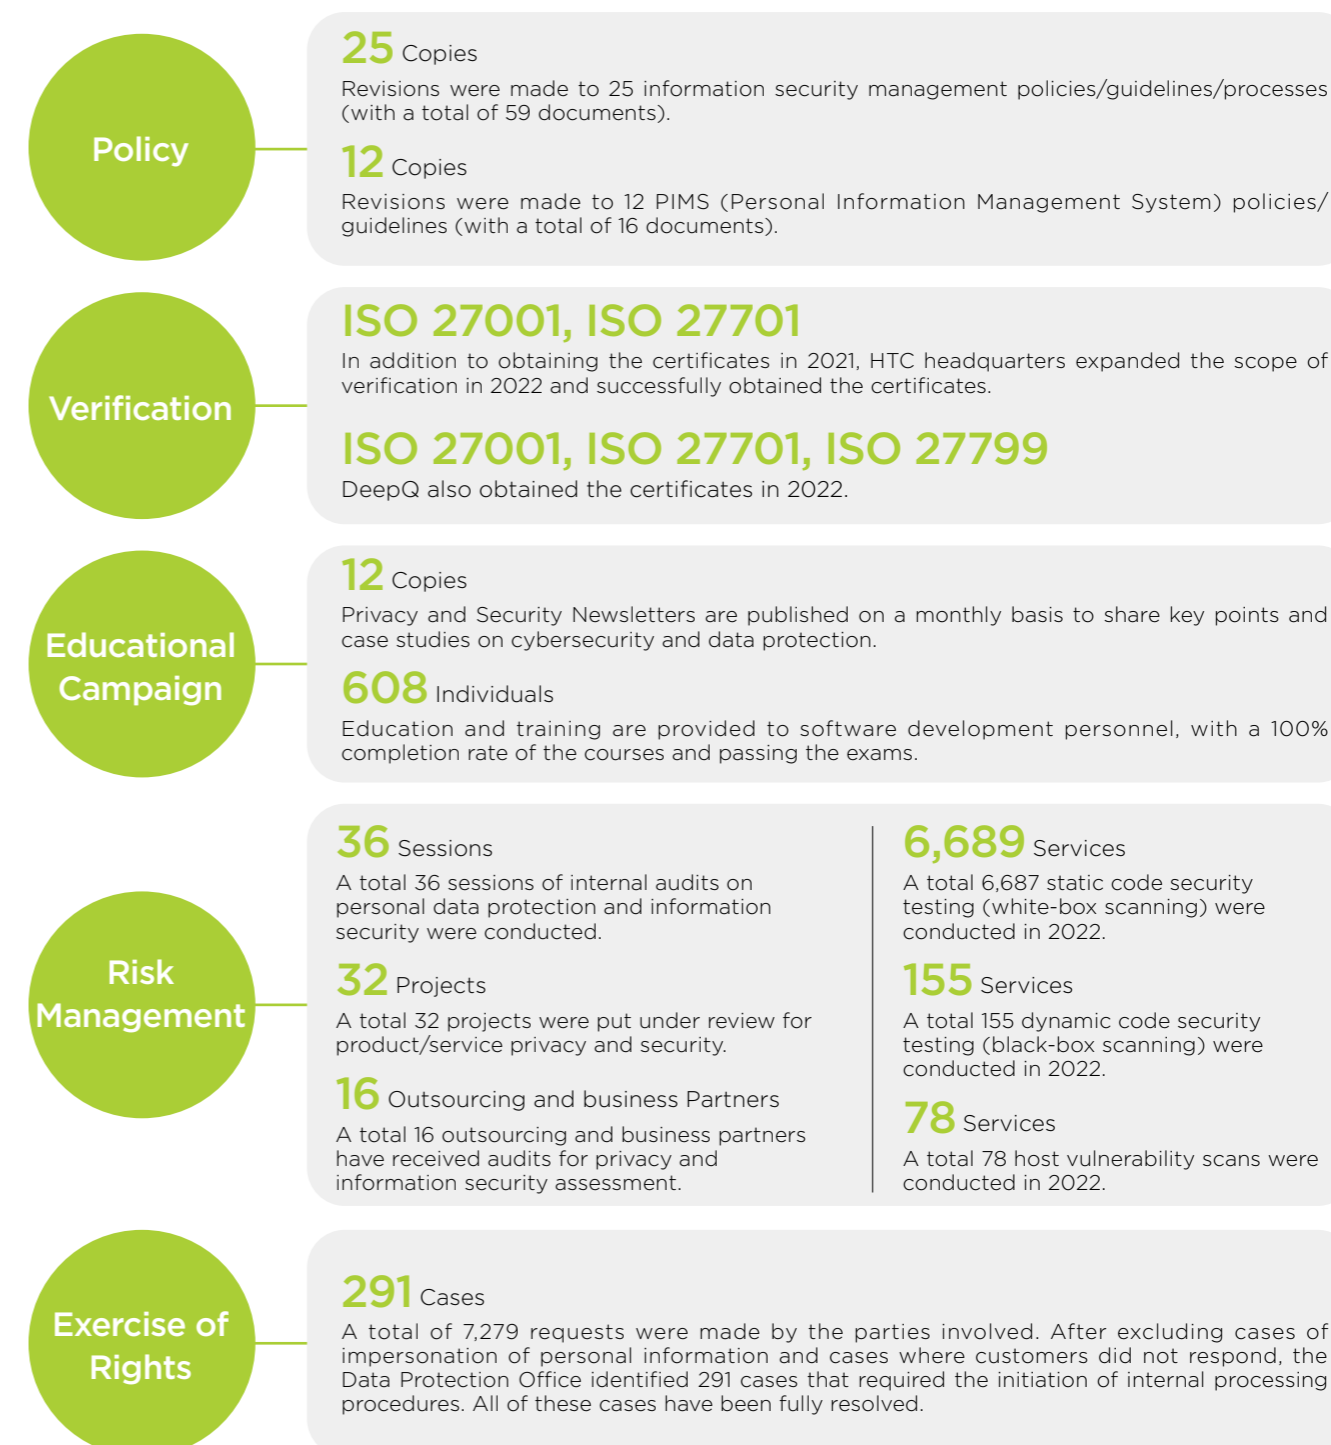 Policy
25 Copies
Revisions were made to 25 information security management policies/guidelines/processes
(with a total of 59 documents).
12 Copies
Revisions were made to 12 PIMS (Personal Information Management System) policies/
guidelines (with a total of 16 documents).
Verification
ISO 27001, ISO 27701
In addition to obtaining the certificates in 2021, HTC headquarters expanded the scope of
verification in 2022 and successfully obtained the certificates.
ISO 27001, ISO 27701, ISO 27799
DeepQ also obtained the certificates in 2022.
Educational
Campaign
12 Copies
Privacy and Security Newsletters are published on a monthly basis to share key points and
case studies on cybersecurity and data protection.
608 Individuals
Education and training are provided to software development personnel, with a 100%
completion rate of the courses and passing the exams.
Risk
Management
36 Sessions
A total 36 sessions of internal audits on
personal data protection and information
security were conducted.
32 Projects
A total 32 projects were put under review for
product/service privacy and security.
16 Outsourcing and business Partners
A total 16 outsourcing and business partners
have received audits for privacy and
information security assessment.
6,689 Services
A total 6,687 static code security
testing (white-box scanning) were
conducted in 2022.
155 Services
A total 155 dynamic code security
testing (black-box scanning) were
conducted in 2022.
78 Services
A total 78 host vulnerability scans were
conducted in 2022.
Exercise of
Rights
291 Cases
A total of 7,279 requests were made by the parties involved. After excluding cases of
impersonation of personal information and cases where customers did not respond, the
Data Protection Office identified 291 cases that required the initiation of internal processing
procedures. All of these cases have been fully resolved.